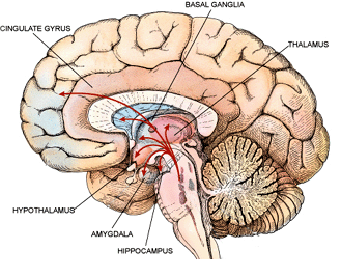 BASAL GANGLIA
CINGULATE GYRUS
THALAMUS
HYPOTHALAMUS
AMYGDALA
HIPPOCAMPUS